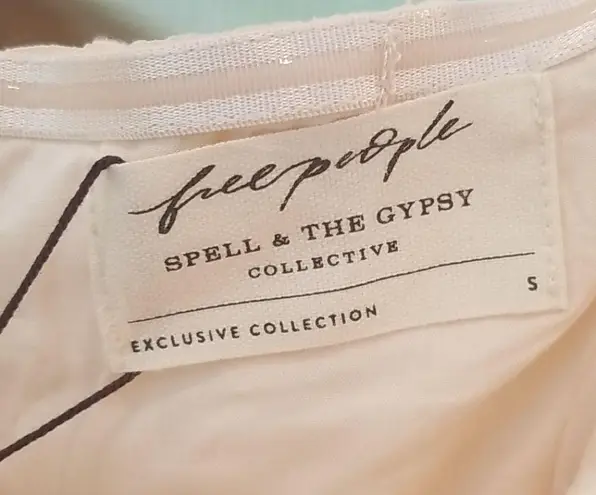 free people
SPELL & THE GYPSY
COLLECTIVE
S
EXCLUSIVE COLLECTION